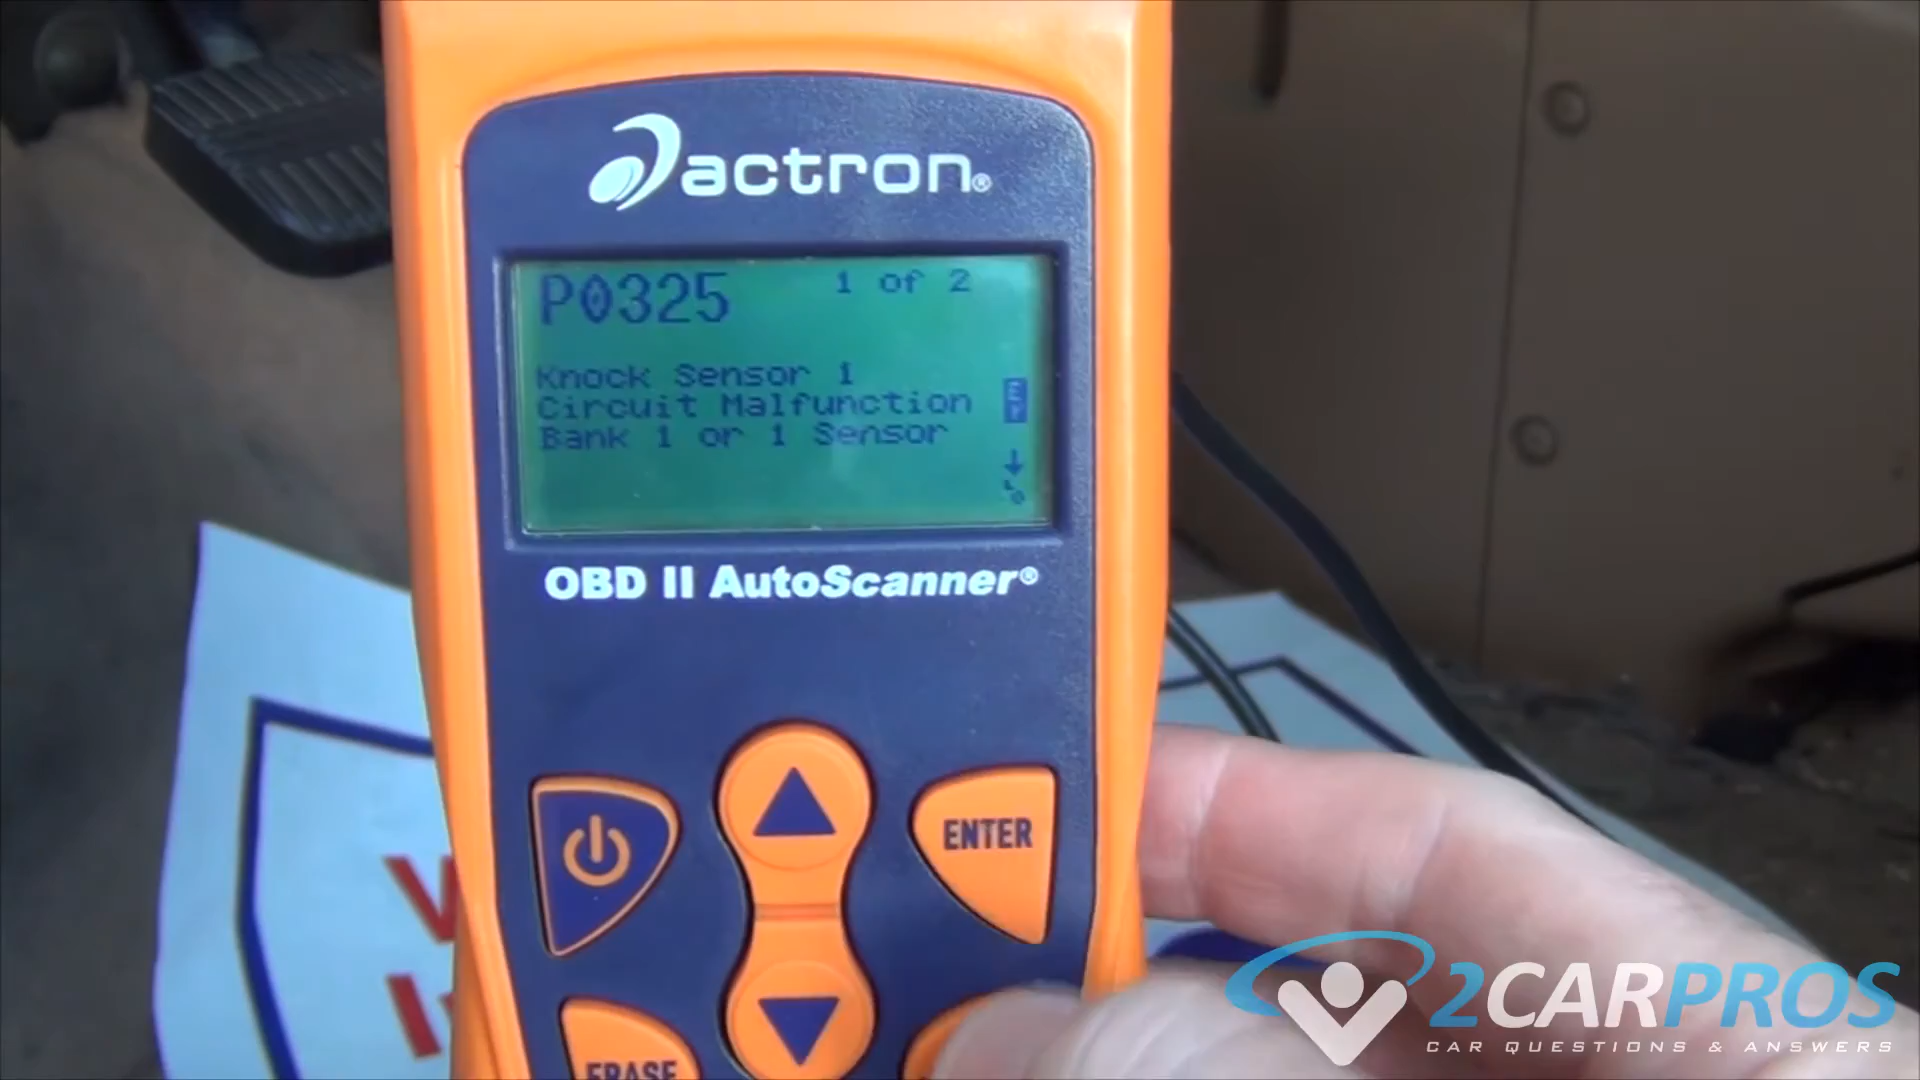 actron®
P0325 1 of 2
Knock Sensor 1
Circuit Malfunction
Bank 1 or 1 Sensor
OBD II AutoScanner®
ENTER
ERASE
2CARPROS
CAR QUESTIONS & ANSWERS